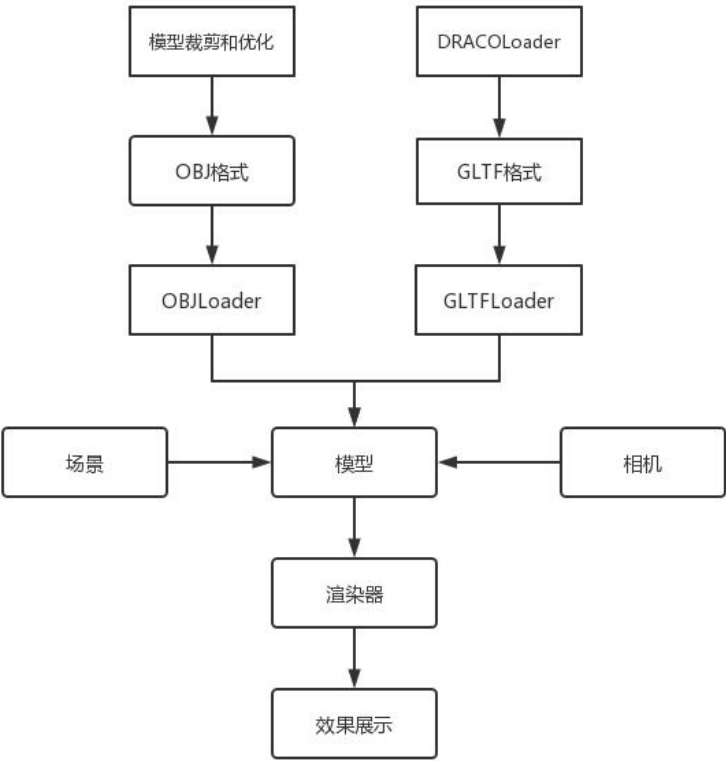 模型裁剪和优化
DRACOLoader
OBJ格式
GLTF格式
OBJLoader
GLTFLoader
场景
模型
相机
渲染器
效果展示